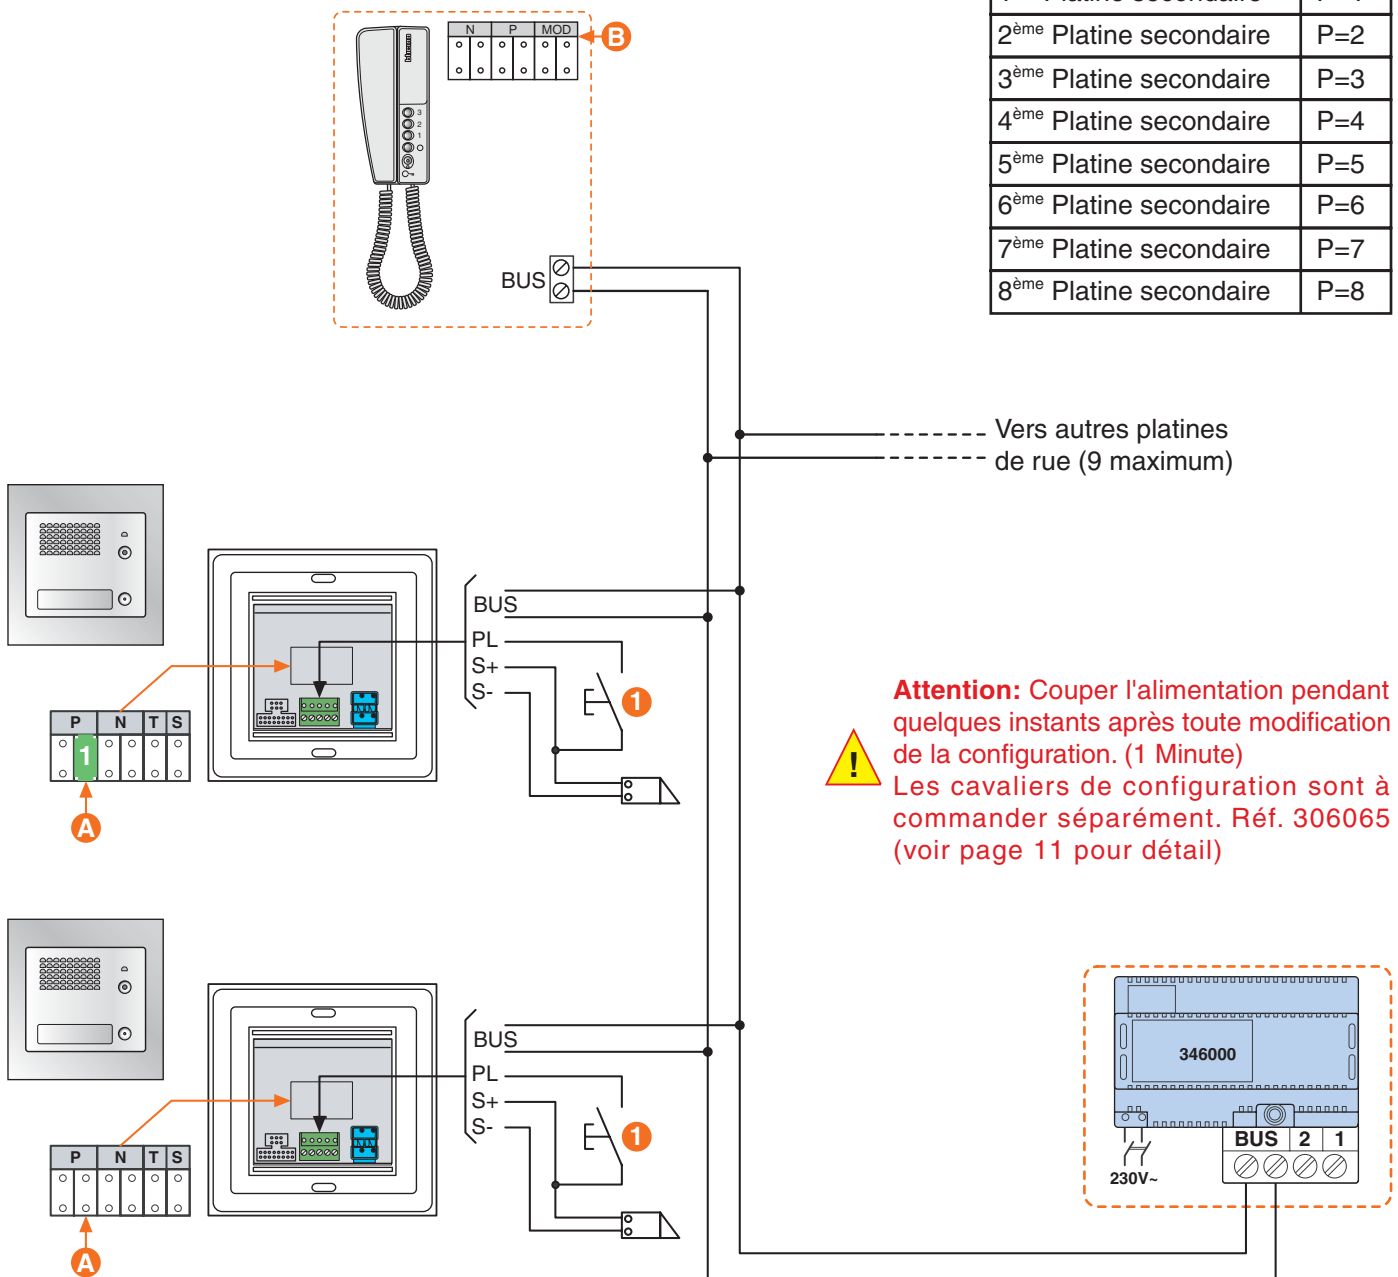 N P MOD
B
bticino
3
2
1
BUS
2ème Platine secondaire P=2
3ème Platine secondaire P=3
4ème Platine secondaire P=4
5ème Platine secondaire P=5
6ème Platine secondaire P=6
7ème Platine secondaire P=7
8ème Platine secondaire P=8
Vers autres platines
de rue (9 maximum)
BUS
PL
S+
S-
1
P N T S
1
A
Attention: Couper l'alimentation pendant
quelques instants après toute modification
de la configuration. (1 Minute)
Les cavaliers de configuration sont à
commander séparément. Réf. 306065
(voir page 11 pour détail)
!
BUS
PL
S+
S-
1
P N T S
A
346000
BUS 2 1
230V~